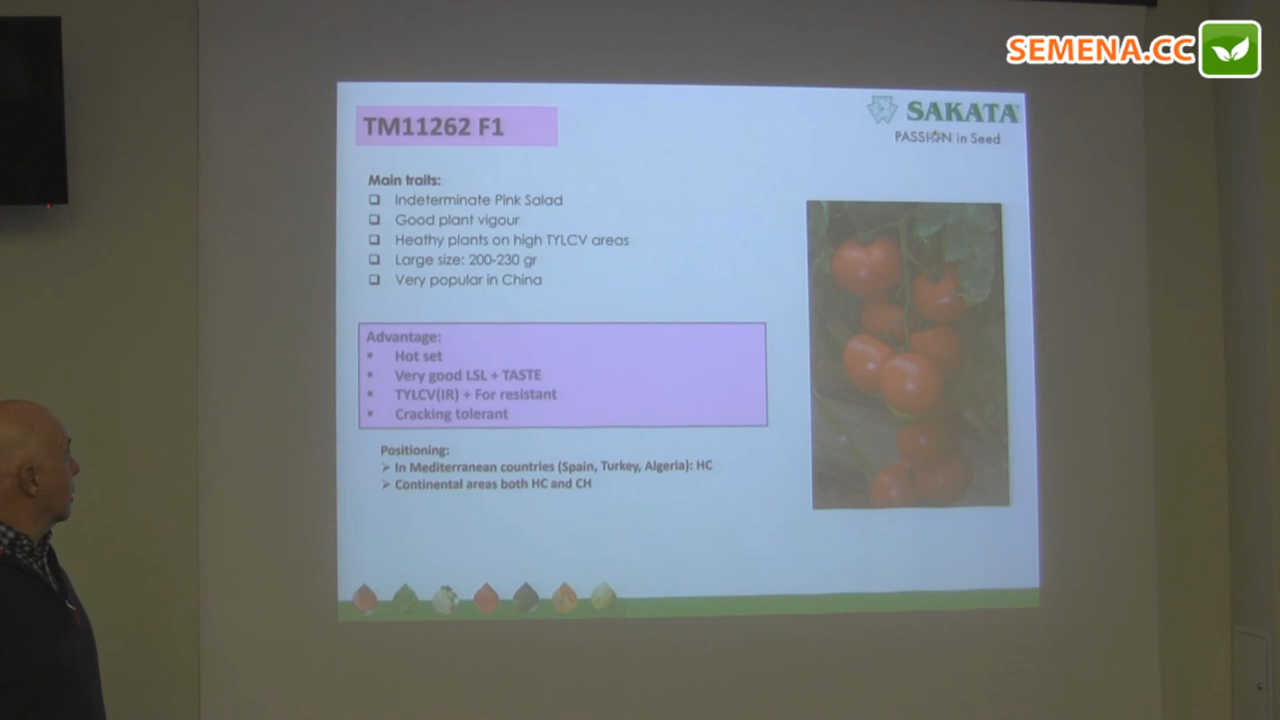 SEMENA.CC
SAKATA
PASSION in Seed
TM11262 F1
Main traits:
Indeterminate Pink Salad
Good plant vigour
Heathy plants on high TYLCV areas
Large size: 200-230 gr
Very popular in China
Advantage:
Hot set
Very good LSL + TASTE
TYLCV(IR) + For resistant
Cracking tolerant
Positioning:
In Mediterranean countries (Spain, Turkey, Algeria): HC
Continental areas both HC and CH